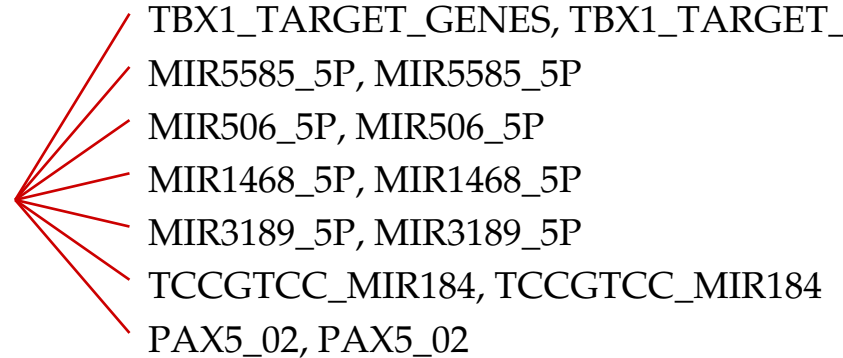 TBX1_TARGET_GENES, TBX1_TARGET_
MIR5585_5P, MIR5585_5P
MIR506_5P, MIR506_5P
MIR1468_5P, MIR1468_5P
MIR3189_5P, MIR3189_5P
TCCGTCC_MIR184, TCCGTCC_MIR184
PAX5_02, PAX5_02